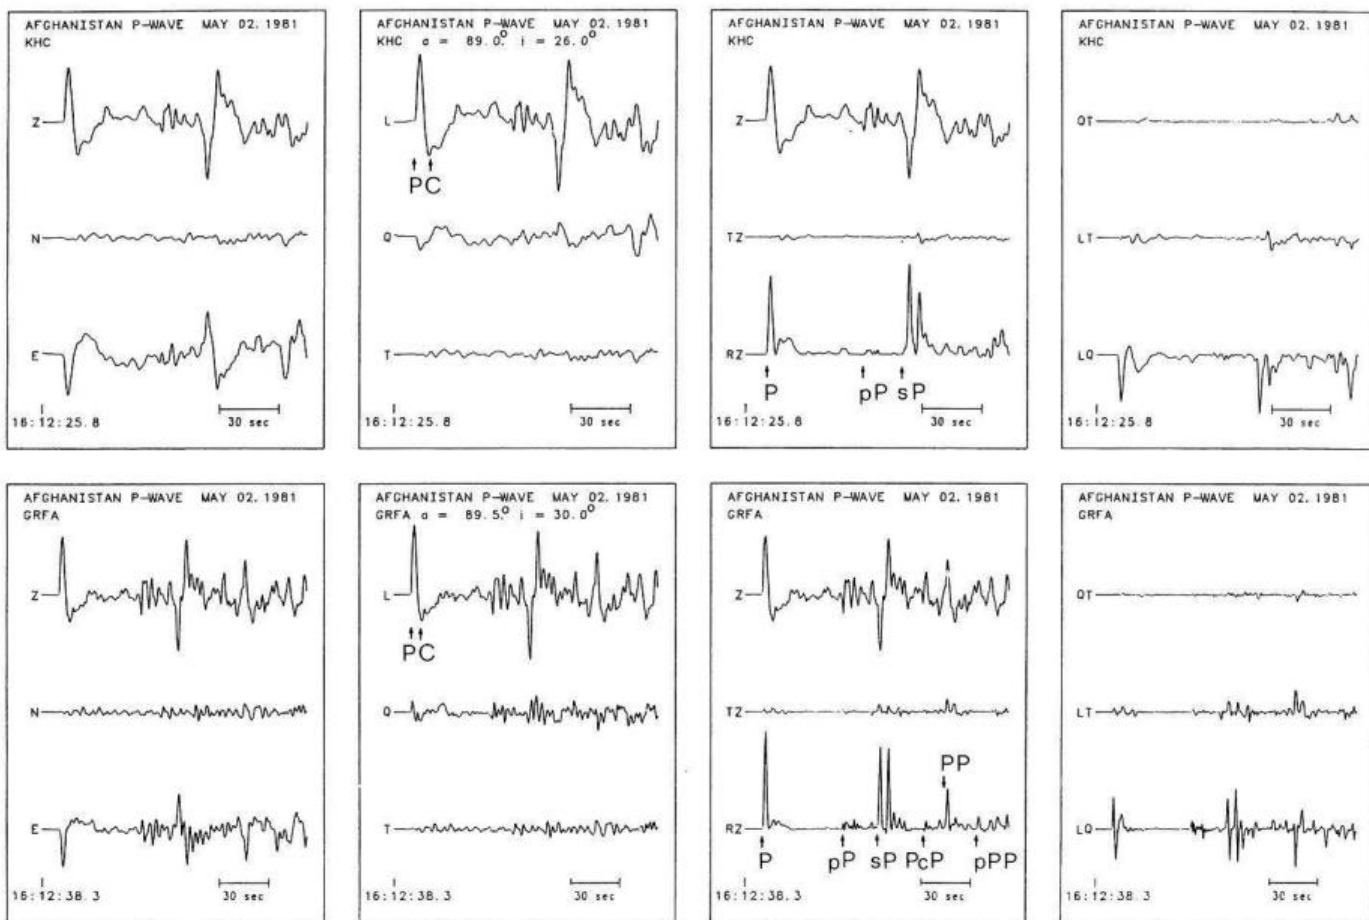 AFGHANISTAN P-WAVE MAY 02.1981
KHC
Z
N
E
16:12:25.8
30 sec
AFGHANISTAN P-WAVE MAY 02.1981
KHC a = 89.0° i = 26.0°
L
P C
Q
T
16:12:25.8
30 sec
AFGHANISTAN P-WAVE MAY 02.1981
KHC
Z
TZ
RZ
P pP sP
16:12:25.8
30 sec
AFGHANISTAN P-WAVE MAY 02.1981
KHC
QT
LT
LQ
16:12:25.8
30 sec
AFGHANISTAN P-WAVE MAY 02.1981
GRFA
Z
N
E
16:12:38.3
30 sec
AFGHANISTAN P-WAVE MAY 02.1981
GRFA a = 89.5° i = 30.0°
L
P C
Q
T
16:12:38.3
30 sec
AFGHANISTAN P-WAVE MAY 02.1981
GRFA
Z
TZ
PP
RZ
P pP sP PcP pPP
16:12:38.3
30 sec
AFGHANISTAN P-WAVE MAY 02.1981
GRFA
QT
LT
LQ
16:12:38.3
30 sec